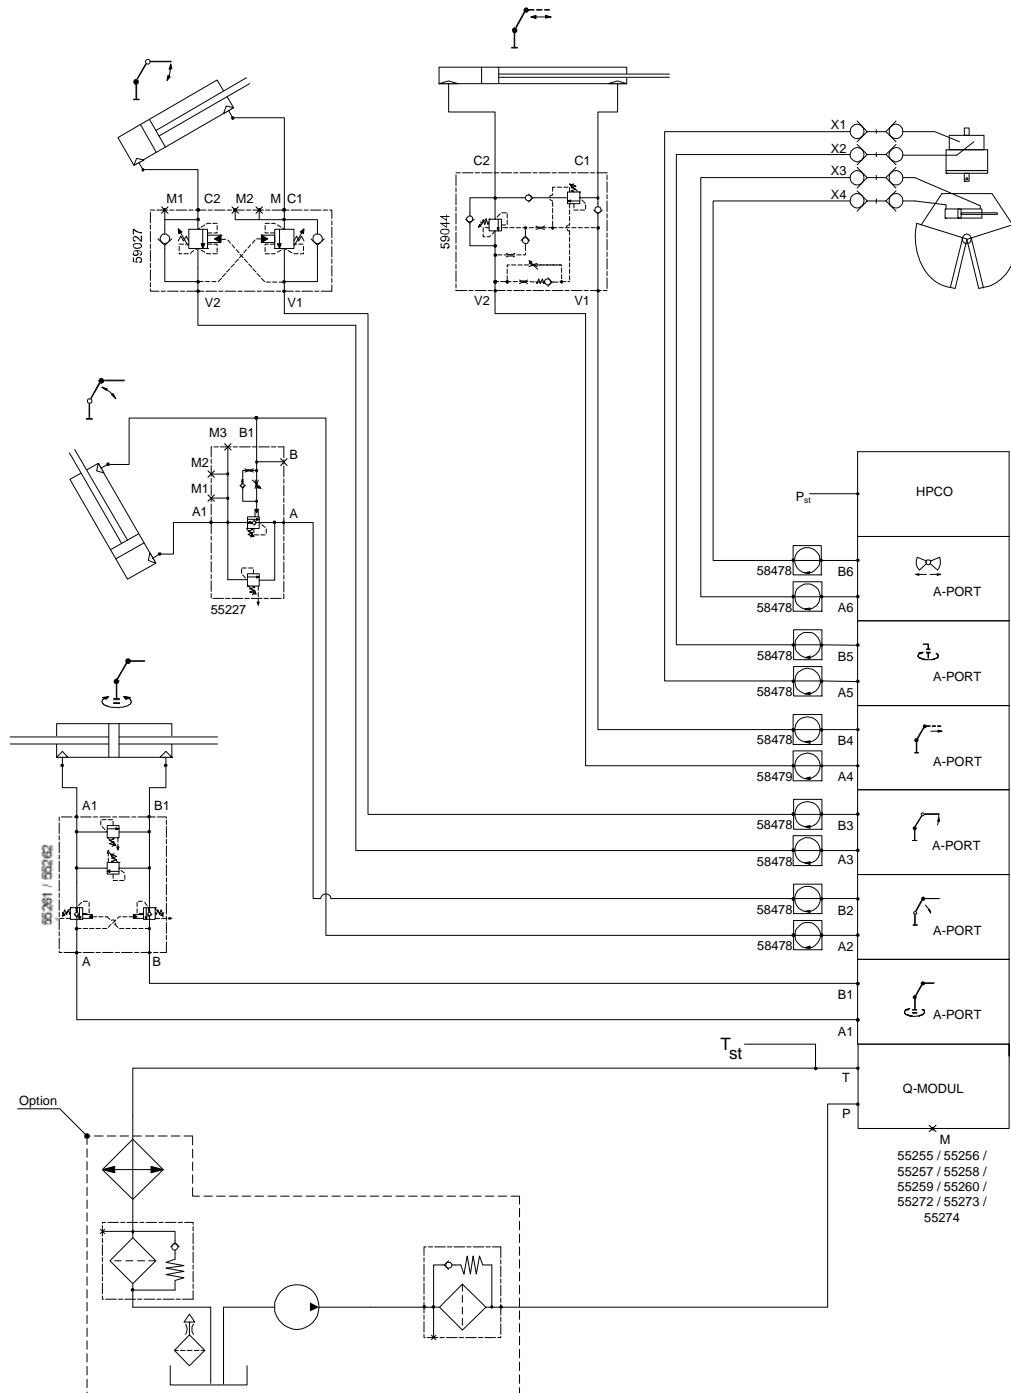 X1
X2
X3
X4
C2 C1
59044
V2 V1
M1 C2 M2 M C1
59027
V2 V1
M3 B1
B
M2
M1
A1 A
55227
HPCO
Pst
58478 B6
A-PORT
58478 A6
58478 B5
A-PORT
58478 A5
58478 B4
A-PORT
58479 A4
58478 B3
A-PORT
58478 A3
58478 B2
A-PORT
58478 A2
B1
A-PORT
A1
A1 B1
55261 / 55262
A B
Tst
T
Q-MODUL
P
M
55255 / 55256 /
55257 / 55258 /
55259 / 55260 /
55272 / 55273 /
55274
Option